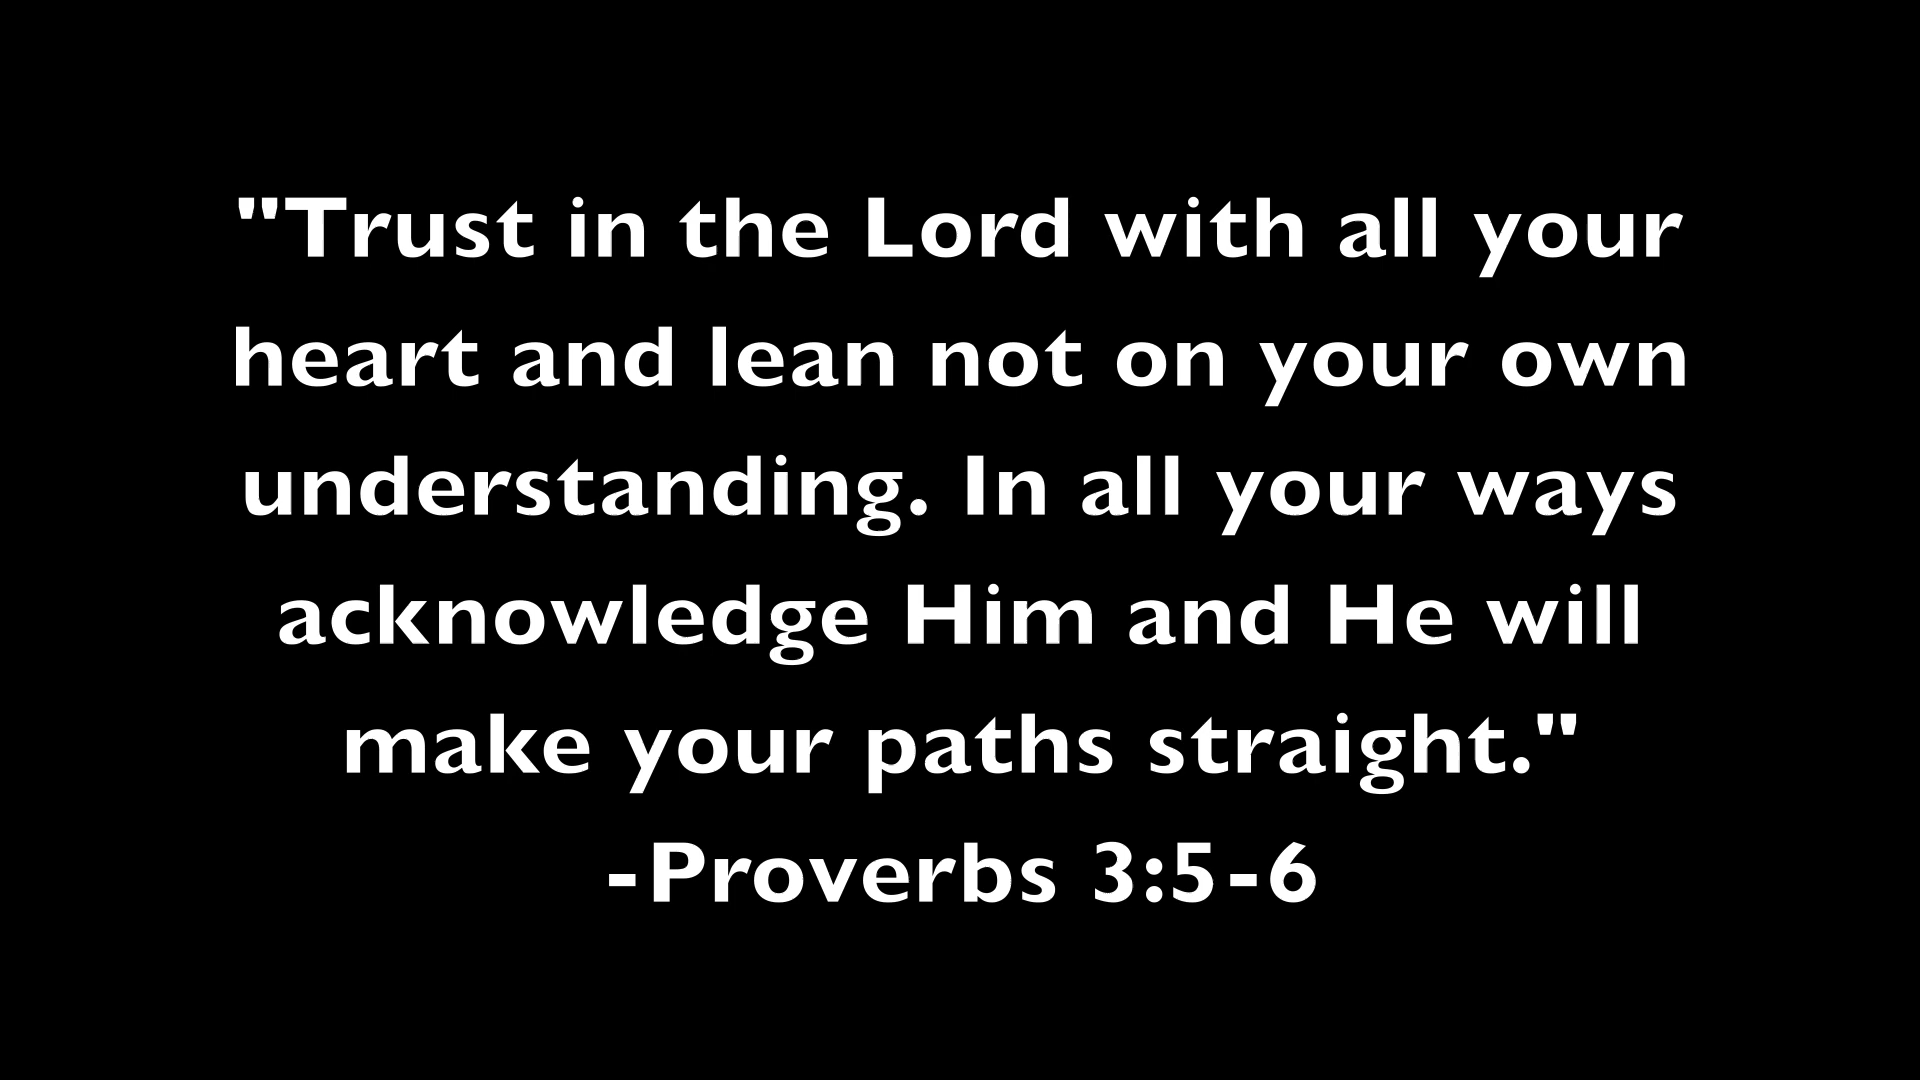 "Trust in the Lord with all your
heart and lean not on your own
understanding. In all your ways
acknowledge Him and He will
make your paths straight."
-Proverbs 3:5-6